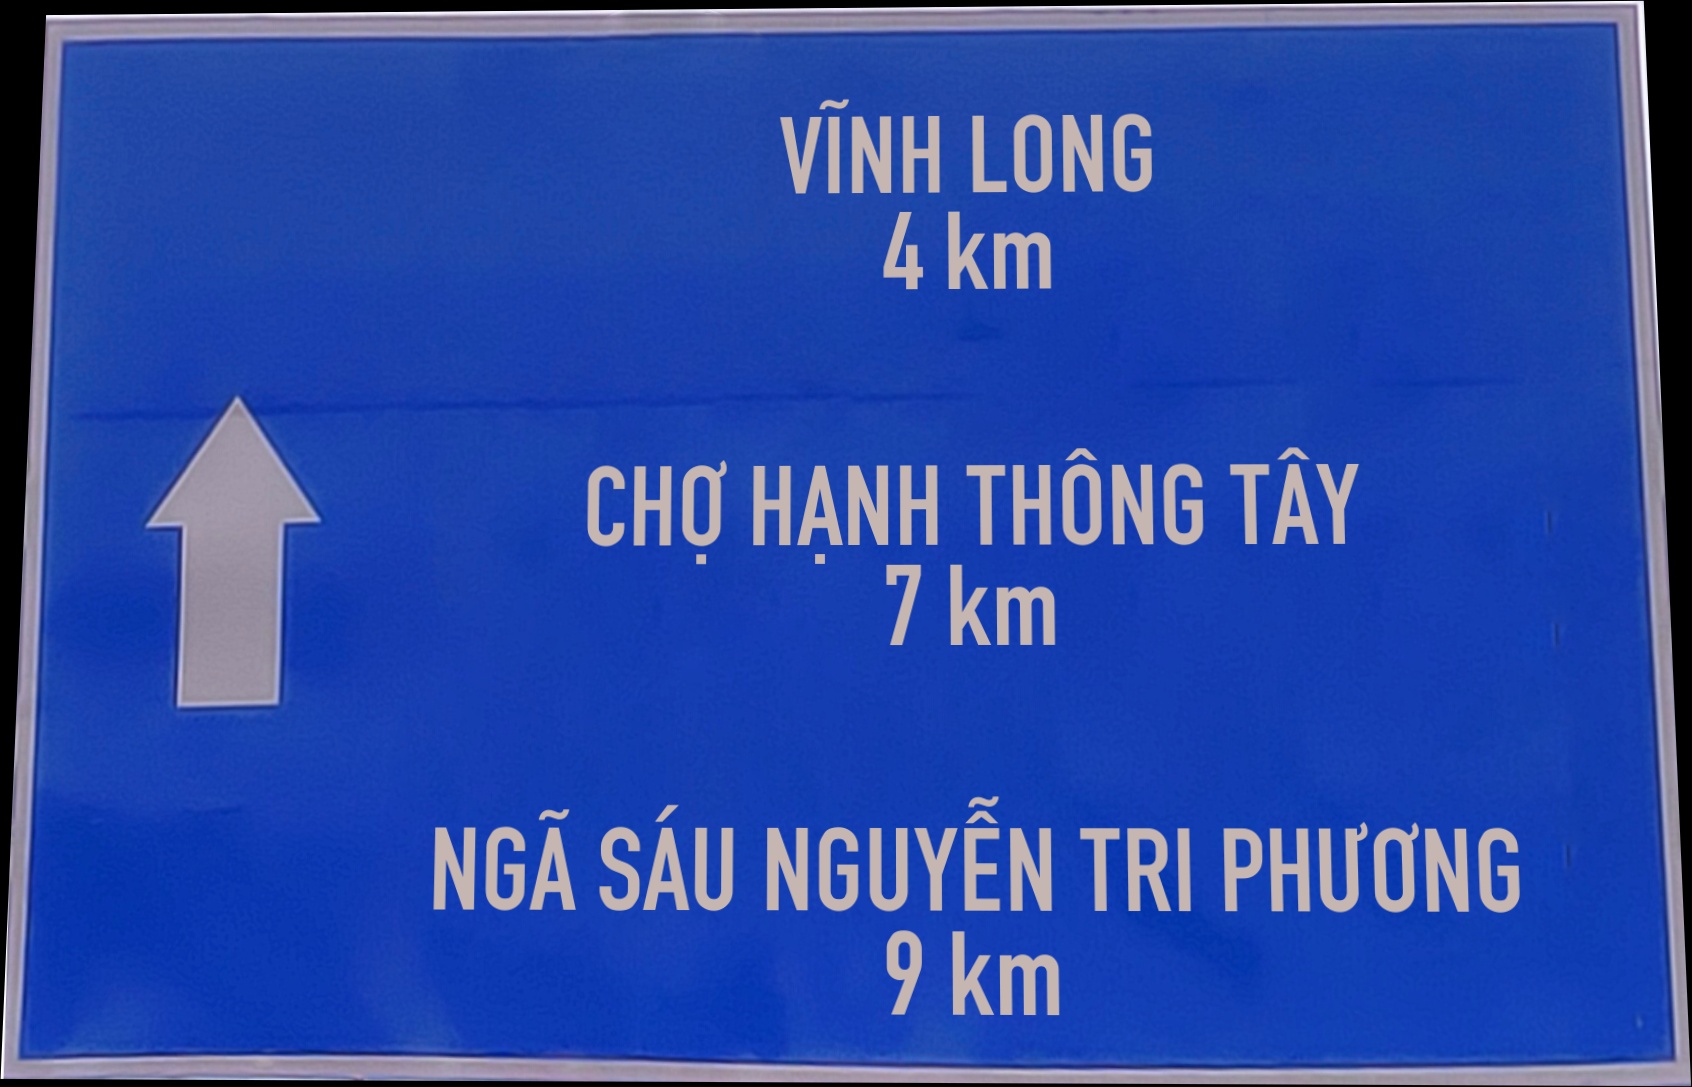 VĨNH LONG
4 km
CHỢ HẠNH THÔNG TÂY
7 km
NGÃ SÁU NGUYỄN TRI PHƯƠNG
9 km